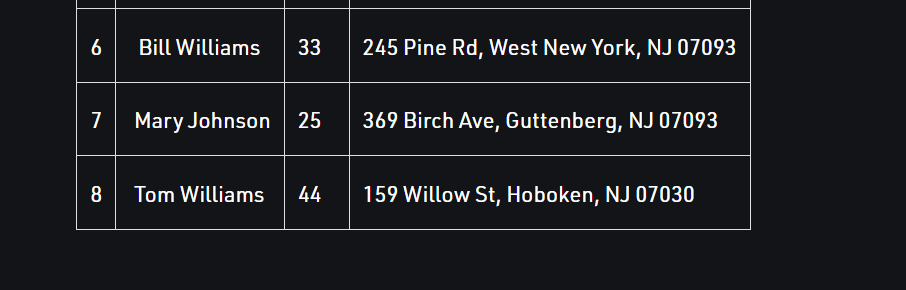 6 Bill Williams 33 245 Pine Rd, West New York, NJ 07093
7 Mary Johnson 25 369 Birch Ave, Guttenberg, NJ 07093
8 Tom Williams 44 159 Willow St, Hoboken, NJ 07030